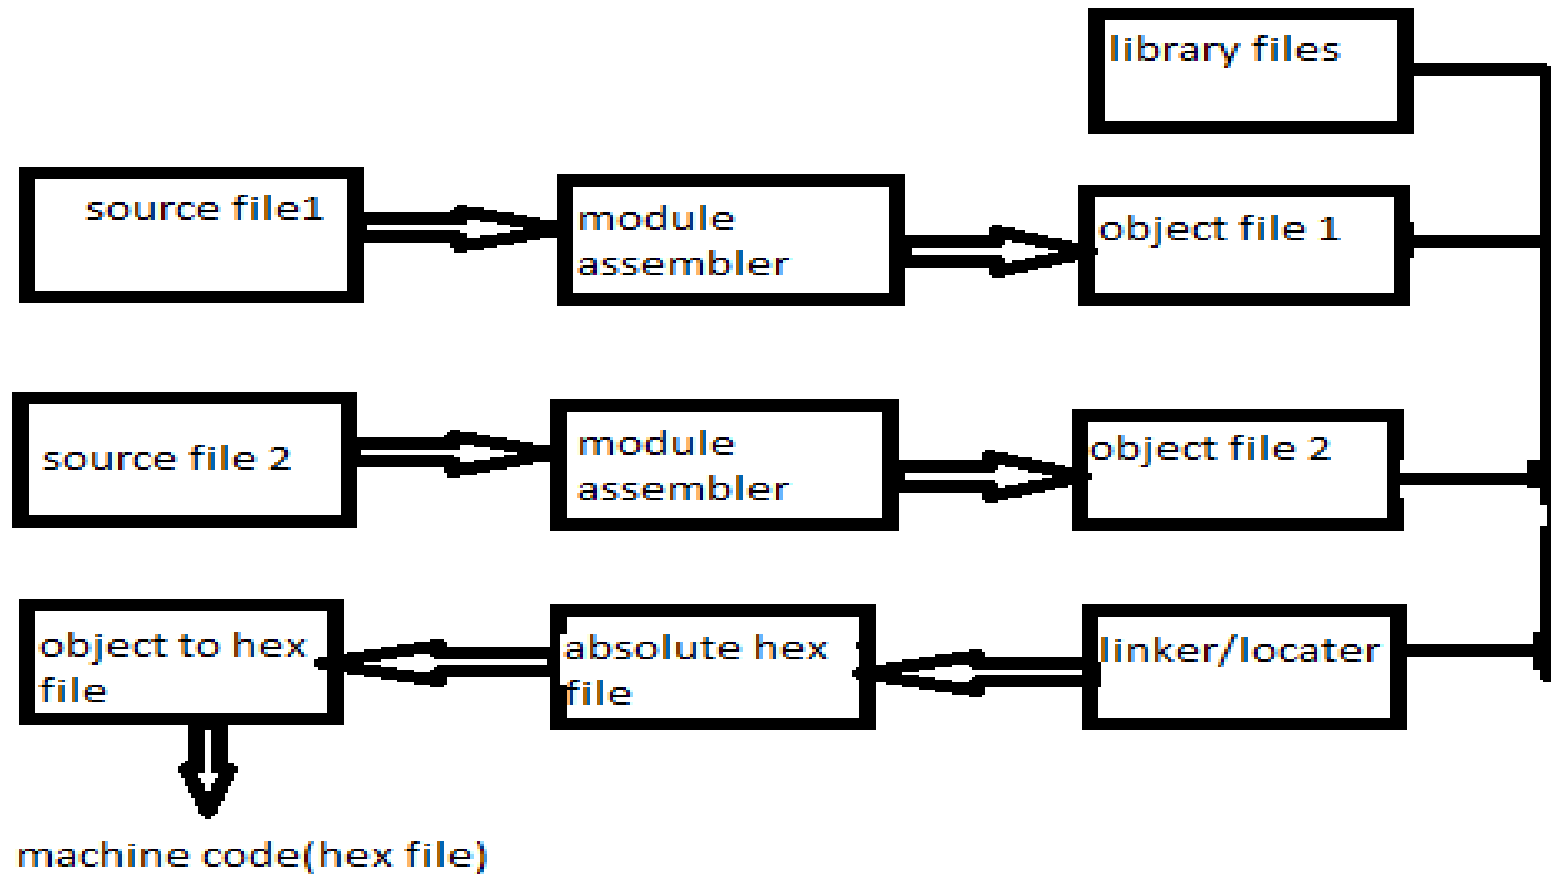 library files
source file1
module
assembler
object file 1
source file 2
module
assembler
object file 2
object to hex
file
absolute hex
file
linker/locater
machine code(hex file)